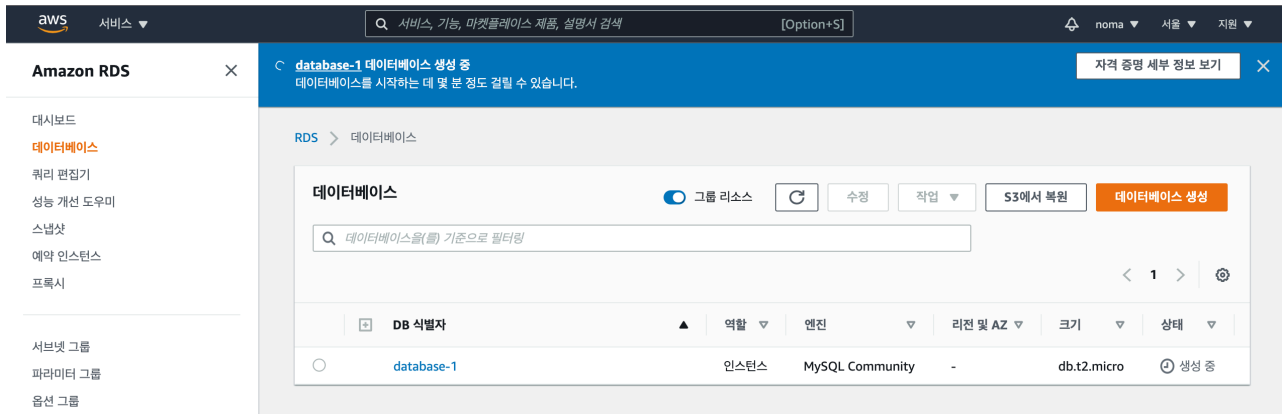 aws 서비스 ▼ 서비스, 기능, 마켓플레이스 제품, 설명서 검색 [Option+S] noma ▼ 서울 ▼ 지원 ▼
Amazon RDS
database-1 데이터베이스 생성 중
데이터베이스를 시작하는 데 몇 분 정도 걸릴 수 있습니다.
자격 증명 세부 정보 보기
대시보드
데이터베이스
쿼리 편집기
성능 개선 도우미
스냅샷
예약 인스턴스
프록시
서브넷 그룹
파라미터 그룹
옵션 그룹
RDS > 데이터베이스
데이터베이스 그룹 리소스 수정 작업 ▼ S3에서 복원 데이터베이스 생성
데이터베이스을(를) 기준으로 필터링
< 1 >
DB 식별자 ▲ 역할 ▽ 엔진 ▽ 리전 및 AZ ▽ 크기 ▽ 상태 ▽
database-1 인스턴스 MySQL Community - db.t2.micro 생성 중